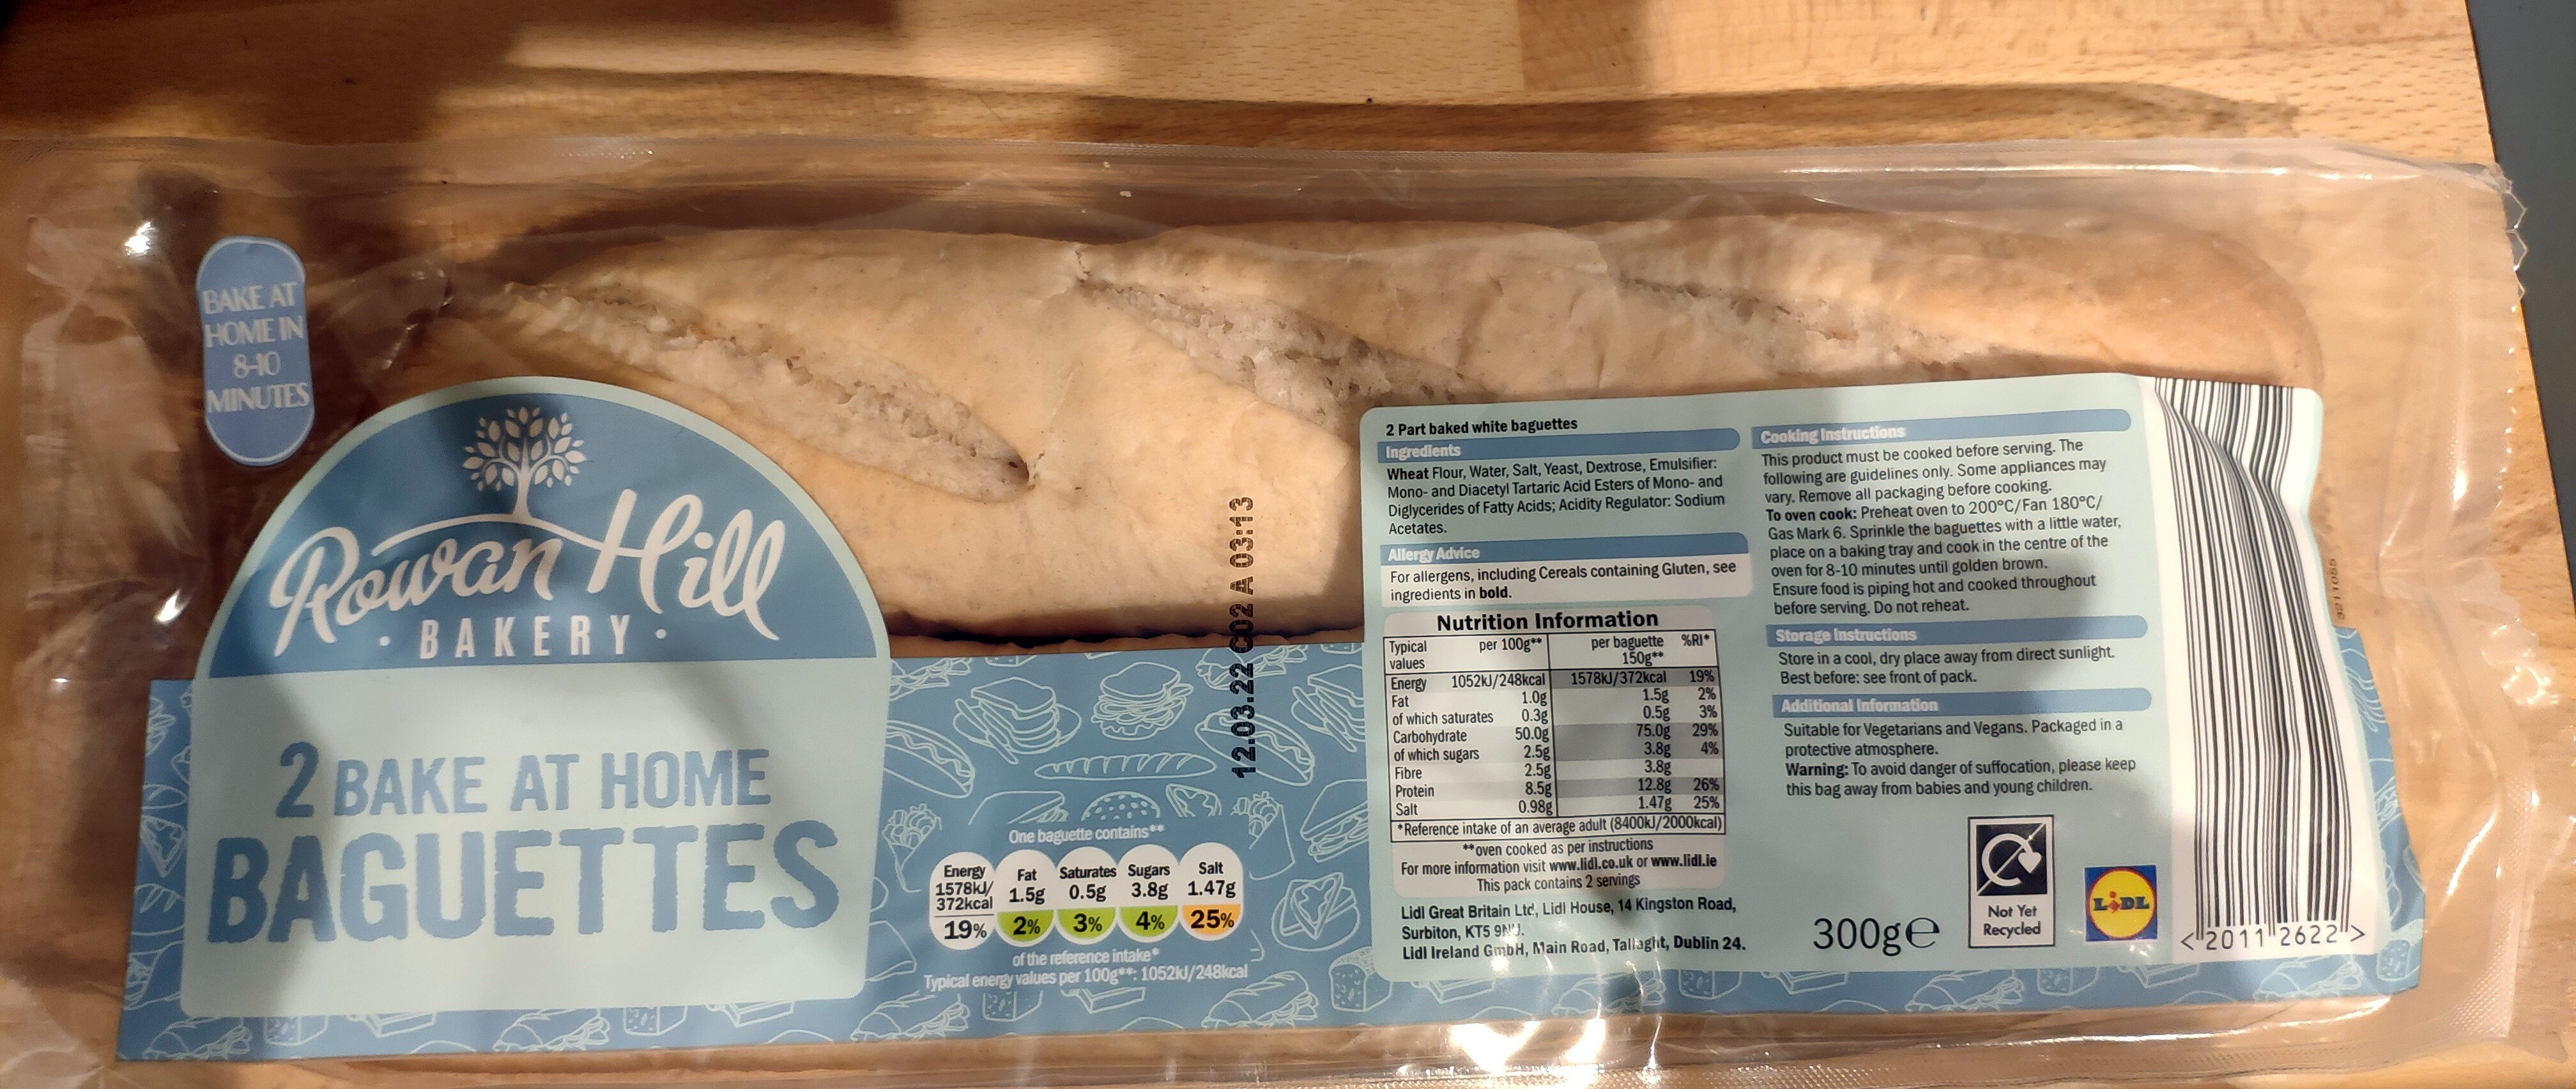 BAKE AT
HOME IN
8-10
MINUTES
Rowan Hill
· BAKERY ·
2 BAKE AT HOME
BAGUETTES
12.03.22 C02 A 03:13
One baguette contains**
Energy Fat Saturates Sugars Salt
1578kJ/
372kcal 1.5g 0.5g 3.8g 1.47g
19% 2% 3% 4% 25%
of the reference intake*
Typical energy values per 100g**: 1052kJ/248kcal
2 Part baked white baguettes
Ingredients
Wheat Flour, Water, Salt, Yeast, Dextrose, Emulsifier:
Mono- and Diacetyl Tartaric Acid Esters of Mono- and
Diglycerides of Fatty Acids; Acidity Regulator: Sodium
Acetates.
Allergy Advice
For allergens, including Cereals containing Gluten, see
ingredients in bold.
Nutrition Information
Typical values per 100g** per baguette 150g** %RI*
Energy 1052kJ/248kcal 1578kJ/372kcal 19%
Fat 1.0g 1.5g 2%
of which saturates 0.3g 0.5g 3%
Carbohydrate 50.0g 75.0g 29%
of which sugars 2.5g 3.8g 4%
Fibre 2.5g 3.8g
Protein 8.5g 12.8g 26%
Salt 0.98g 1.47g 25%
*Reference intake of an average adult (8400kJ/2000kcal)
**oven cooked as per instructions
For more information visit www.lidl.co.uk or www.lidl.ie
This pack contains 2 servings
Lidl Great Britain Ltd, Lidl House, 14 Kingston Road,
Surbiton, KT5 9NU.
Lidl Ireland GmbH, Main Road, Tallaght, Dublin 24.
Cooking Instructions
This product must be cooked before serving. The
following are guidelines only. Some appliances may
vary. Remove all packaging before cooking.
To oven cook: Preheat oven to 200°C/Fan 180°C/
Gas Mark 6. Sprinkle the baguettes with a little water,
place on a baking tray and cook in the centre of the
oven for 8-10 minutes until golden brown.
Ensure food is piping hot and cooked throughout
before serving. Do not reheat.
Storage Instructions
Store in a cool, dry place away from direct sunlight.
Best before: see front of pack.
Additional Information
Suitable for Vegetarians and Vegans. Packaged in a
protective atmosphere.
Warning: To avoid danger of suffocation, please keep
this bag away from babies and young children.
300g℮
Not Yet
Recycled
LIDL
<2011 2622>